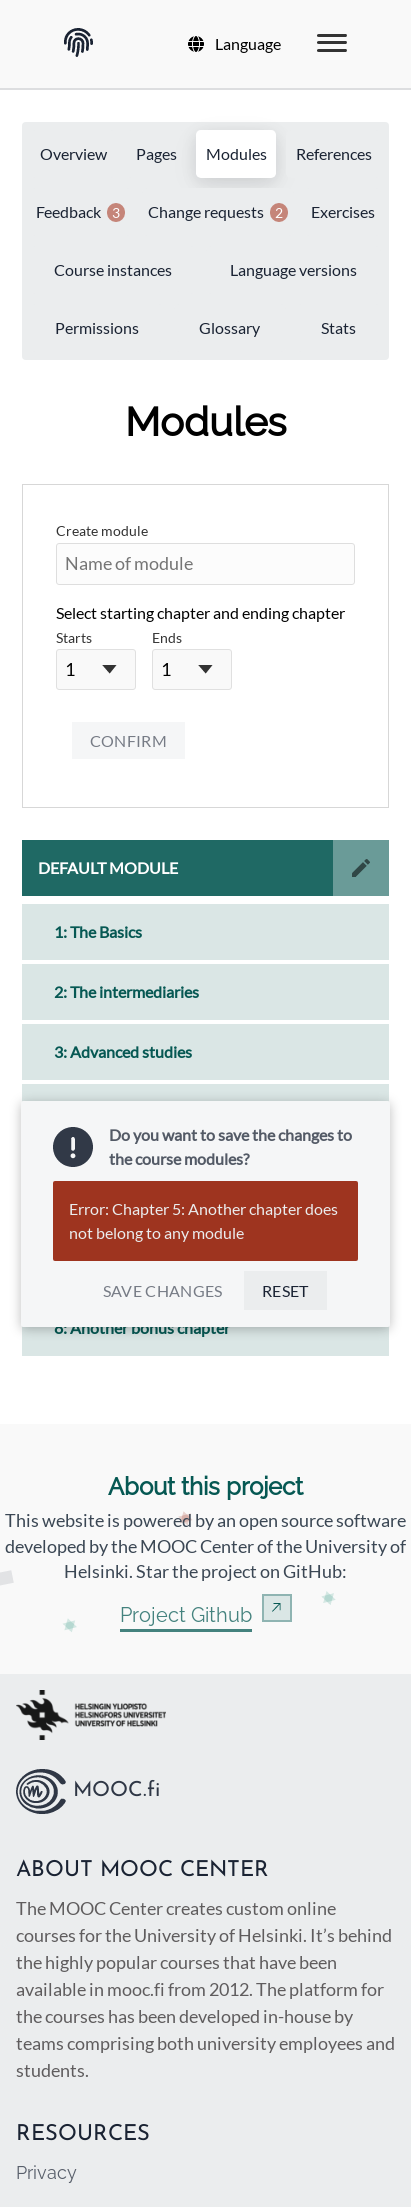 Language
Overview Pages Modules References
Feedback 3 Change requests 2 Exercises
Course instances Language versions
Permissions Glossary Stats
Modules
Create module
Name of module
Select starting chapter and ending chapter
Starts Ends
1 1
CONFIRM
DEFAULT MODULE
1: The Basics
2: The intermediaries
3: Advanced studies
Do you want to save the changes to
the course modules?
Error: Chapter 5: Another chapter does
not belong to any module
SAVE CHANGES RESET
6: Another bonus chapter
About this project
This website is powered by an open source software
developed by the MOOC Center of the University of
Helsinki. Star the project on GitHub:
Project Github
HELSINGIN YLIOPISTO
HELSINGFORS UNIVERSITET
UNIVERSITY OF HELSINKI
MOOC.fi
ABOUT MOOC CENTER
The MOOC Center creates custom online
courses for the University of Helsinki. It’s behind
the highly popular courses that have been
available in mooc.fi from 2012. The platform for
the courses has been developed in-house by
teams comprising both university employees and
students.
RESOURCES
Privacy